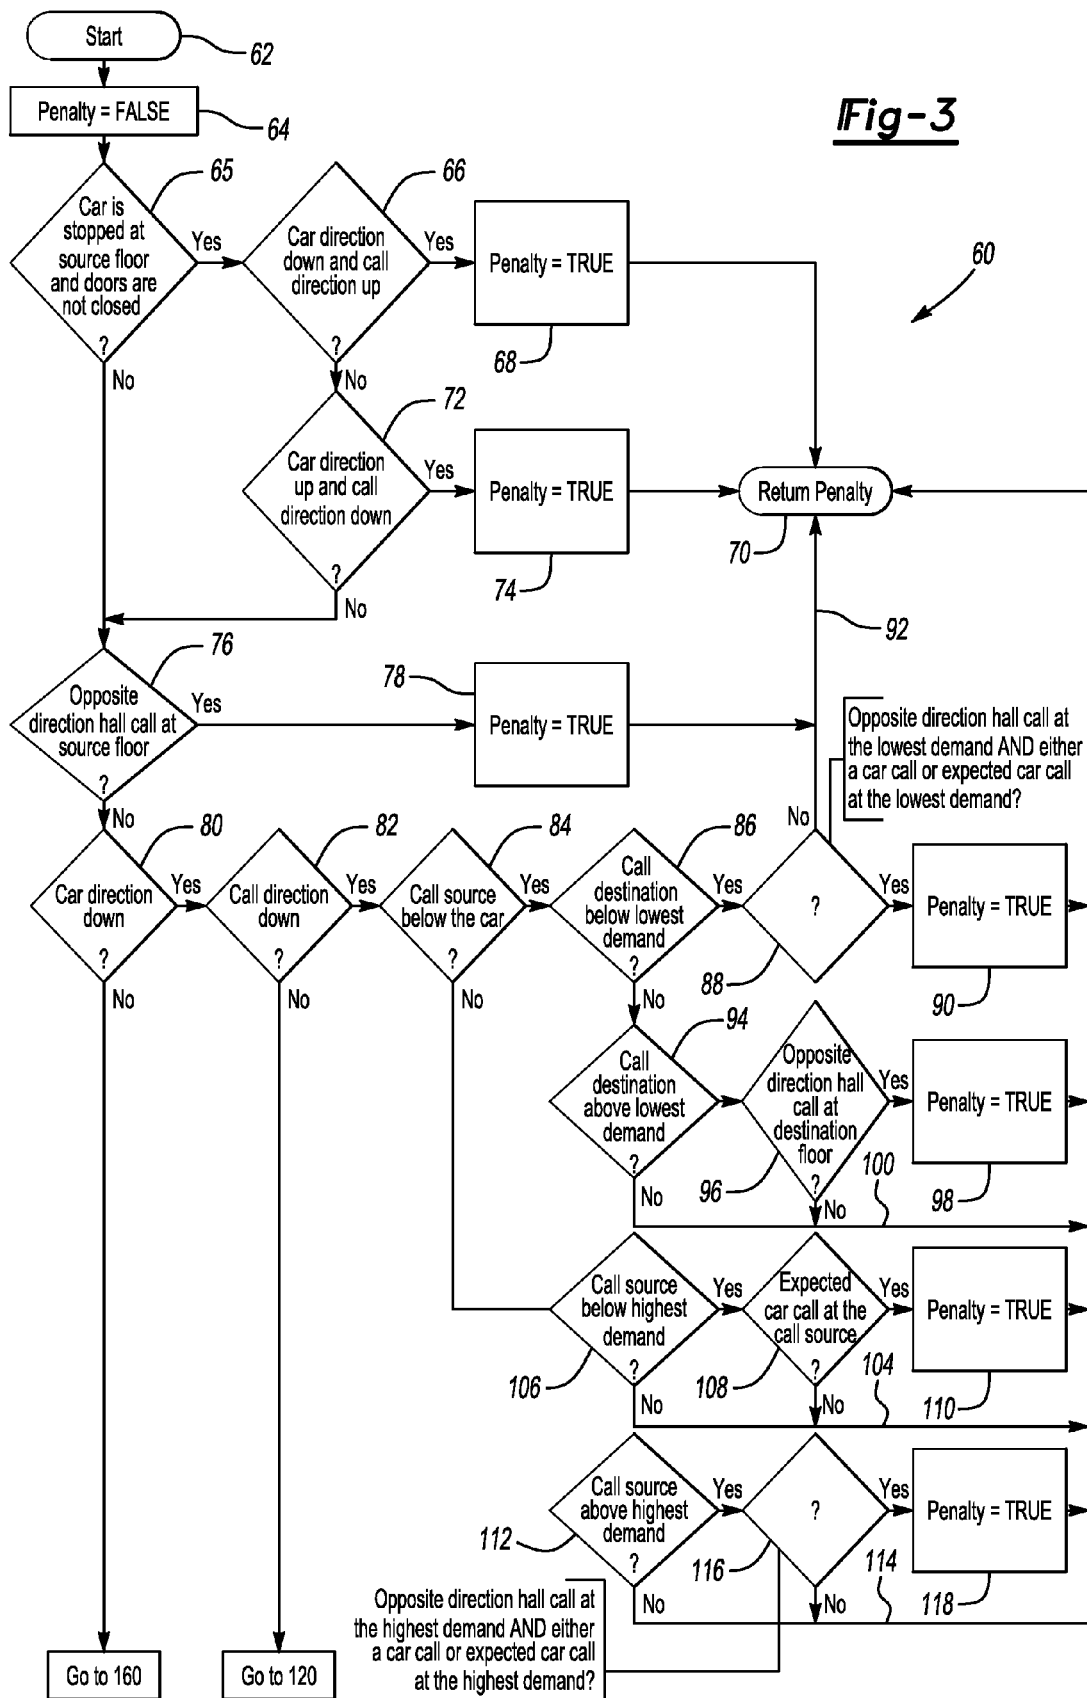 Start
62
Penalty = FALSE
64
Fig-3
65
66
Car is
stopped at
source floor
and doors are
not closed
?
Yes
No
Car direction
down and call
direction up
?
Yes
No
Penalty = TRUE
68
60
72
Car direction
up and call
direction down
?
Yes
No
Penalty = TRUE
74
Return Penalty
70
92
76
Opposite
direction hall call at
source floor
?
Yes
No
78
Penalty = TRUE
Opposite direction hall call at
the lowest demand AND either
a car call or expected car call
at the lowest demand?
80
Car direction
down
?
Yes
No
82
Call direction
down
?
Yes
No
84
Call source
below the car
?
Yes
No
86
Call
destination
below lowest
demand
?
Yes
No
No
?
Yes
88
Penalty = TRUE
90
94
Call
destination
above lowest
demand
?
No
Opposite
direction hall
call at
destination
floor
?
Yes
No
96
Penalty = TRUE
98
100
Call source
below highest
demand
?
Yes
No
106
Expected
car call at the
call source
?
Yes
No
108
Penalty = TRUE
110
104
Call source
above highest
demand
?
Yes
No
112
?
Yes
No
116
Penalty = TRUE
118
114
Opposite direction hall call at
the highest demand AND either
a car call or expected car call
at the highest demand?
Go to 160
Go to 120